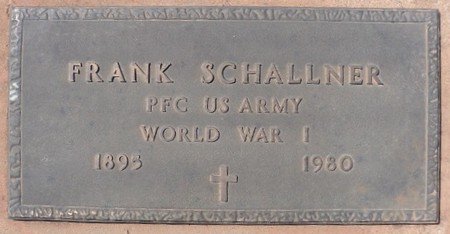 FRANK SCHALLNER
PFC US ARMY
WORLD WAR I
1895 1980